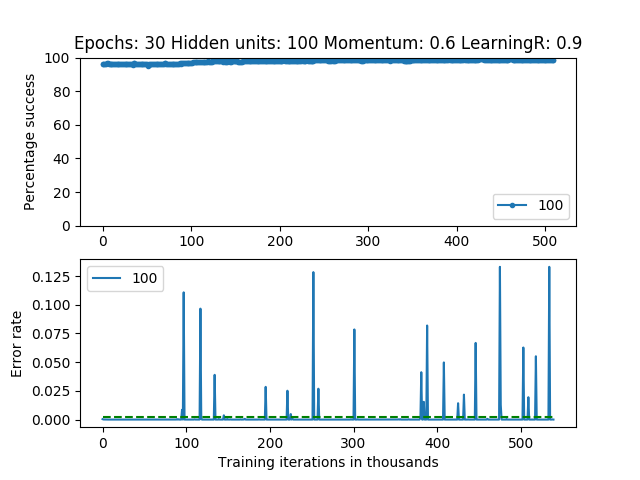 Epochs: 30 Hidden units: 100 Momentum: 0.6 LearningR: 0.9
Percentage success
100
80
60
40
20
0
100
0 100 200 300 400 500
Error rate
0.125
0.100
0.075
0.050
0.025
0.000
100
0 100 200 300 400 500
Training iterations in thousands